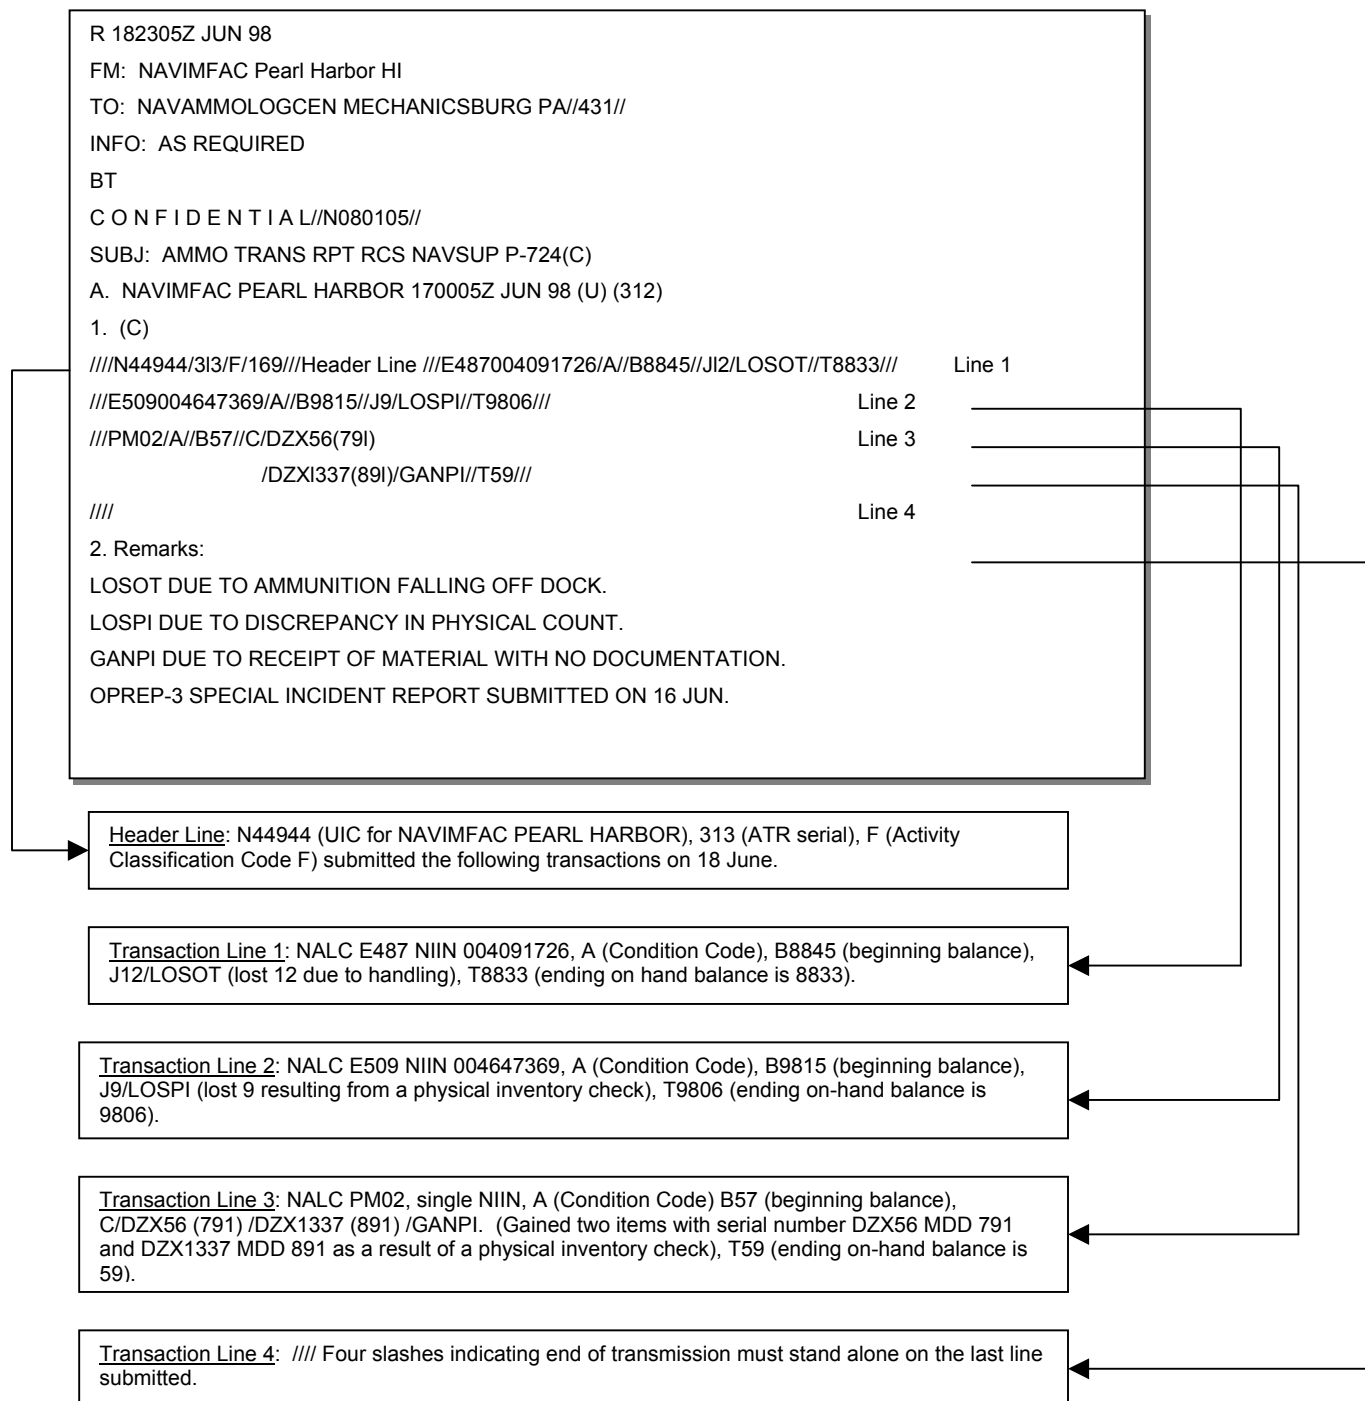 R 182305Z JUN 98
FM:  NAVIMFAC Pearl Harbor HI
TO:  NAVAMMOLOGCEN MECHANICSBURG PA//431//
INFO:  AS REQUIRED
BT
C O N F I D E N T I A L//N080105//
SUBJ:  AMMO TRANS RPT RCS NAVSUP P-724(C)
A.  NAVIMFAC PEARL HARBOR 170005Z JUN 98 (U) (312)
1.  (C)
////N44944/3l3/F/169///Header Line ///E487004091726/A//B8845//Jl2/LOSOT//T8833/// Line 1
///E509004647369/A//B9815//J9/LOSPI//T9806/// Line 2
///PM02/A//B57//C/DZX56(79l) Line 3
/DZXl337(89l)/GANPI//T59///
//// Line 4
2. Remarks:
LOSOT DUE TO AMMUNITION FALLING OFF DOCK.
LOSPI DUE TO DISCREPANCY IN PHYSICAL COUNT.
GANPI DUE TO RECEIPT OF MATERIAL WITH NO DOCUMENTATION.
OPREP-3 SPECIAL INCIDENT REPORT SUBMITTED ON 16 JUN.
Header Line: N44944 (UIC for NAVIMFAC PEARL HARBOR), 313 (ATR serial), F (Activity
Classification Code F) submitted the following transactions on 18 June.
Transaction Line 1: NALC E487 NIIN 004091726, A (Condition Code), B8845 (beginning balance),
J12/LOSOT (lost 12 due to handling), T8833 (ending on hand balance is 8833).
Transaction Line 2: NALC E509 NIIN 004647369, A (Condition Code), B9815 (beginning balance),
J9/LOSPI (lost 9 resulting from a physical inventory check), T9806 (ending on-hand balance is
9806).
Transaction Line 3: NALC PM02, single NIIN, A (Condition Code) B57 (beginning balance),
C/DZX56 (791) /DZX1337 (891) /GANPI.  (Gained two items with serial number DZX56 MDD 791
and DZX1337 MDD 891 as a result of a physical inventory check), T59 (ending on-hand balance is
59).
Transaction Line 4:  //// Four slashes indicating end of transmission must stand alone on the last line
submitted.